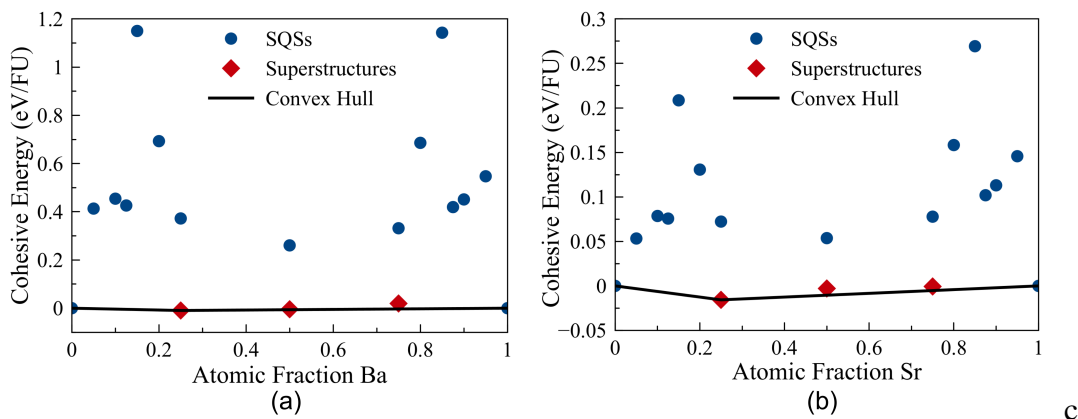 Cohesive Energy (eV/FU)
1.2
1
0.8
0.6
0.4
0.2
0
SQSs
Superstructures
Convex Hull
0
0.2
0.4
0.6
0.8
1
Atomic Fraction Ba
(a)
Cohesive Energy (eV/FU)
0.3
0.25
0.2
0.15
0.1
0.05
0
−0.05
SQSs
Superstructures
Convex Hull
0
0.2
0.4
0.6
0.8
1
Atomic Fraction Sr
(b)
c